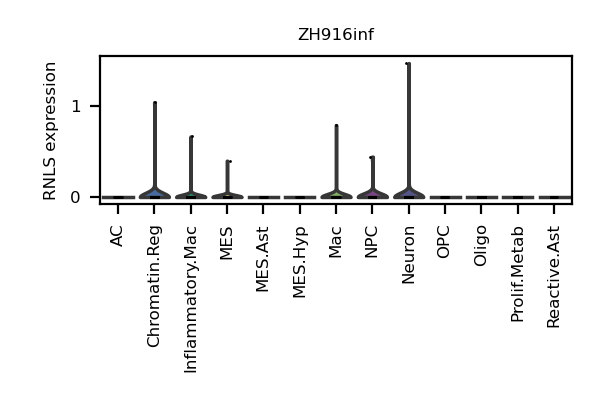 ZH916inf
RNLS expression
1
0
AC
Chromatin.Reg
Inflammatory.Mac
MES
MES.Ast
MES.Hyp
Mac
NPC
Neuron
OPC
Oligo
Prolif.Metab
Reactive.Ast